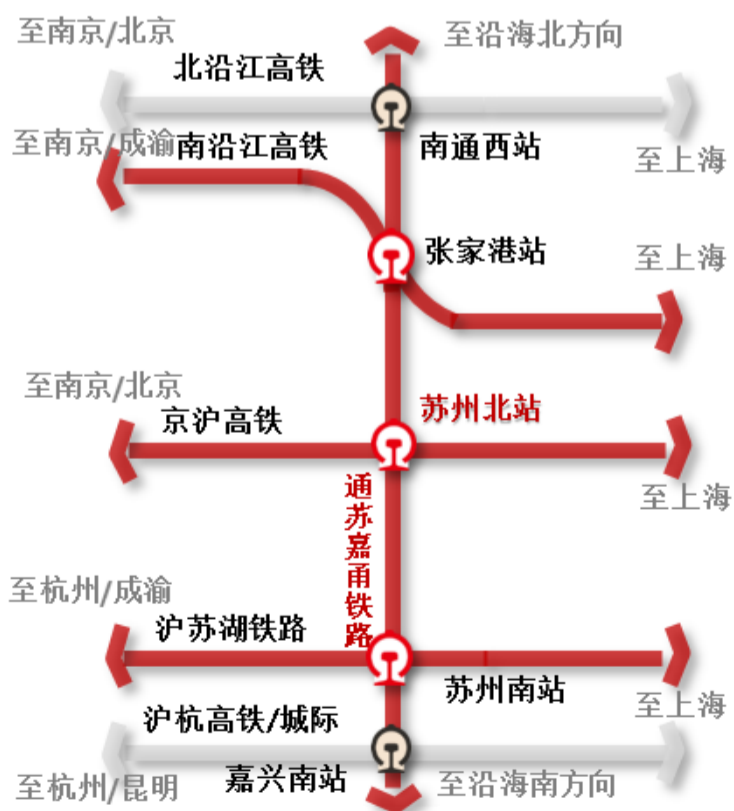 至南京/北京
至沿海北方向
北沿江高铁
至南京/成渝
南沿江高铁
南通西站
至上海
张家港站
至上海
至南京/北京
京沪高铁
苏州北站
至上海
通苏嘉甬铁路
至杭州/成渝
沪苏湖铁路
苏州南站
至上海
沪杭高铁/城际
至杭州/昆明
嘉兴南站
至沿海南方向